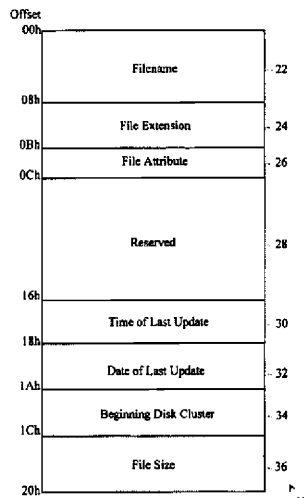 Offset
00h
Filename 22
08h
File Extension 24
0Bh
File Attribute 26
0Ch
Reserved 28
16h
Time of Last Update 30
18h
Date of Last Update 32
1Ah
Beginning Disk Cluster 34
1Ch
File Size 36
20h